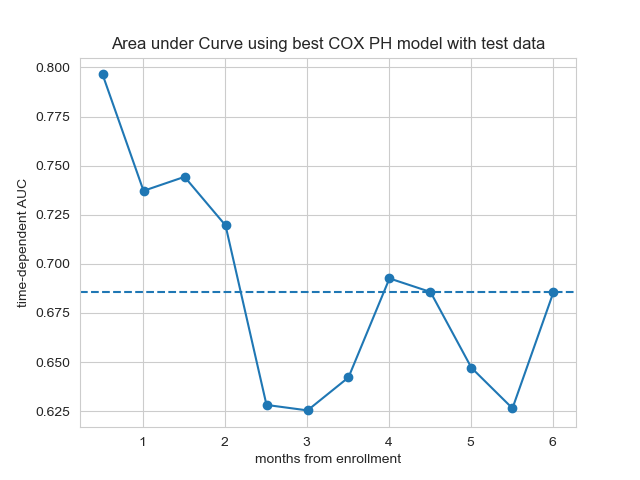 Area under Curve using best COX PH model with test data
time-dependent AUC
0.800
0.775
0.750
0.725
0.700
0.675
0.650
0.625
1 2 3 4 5 6
months from enrollment